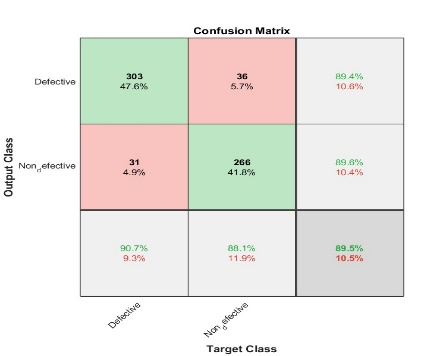 Confusion Matrix
Defective
303
47.6%
36
5.7%
89.4%
10.6%
Non_defective
31
4.9%
266
41.8%
89.6%
10.4%
90.7%
9.3%
88.1%
11.9%
89.5%
10.5%
Output Class
Defective
Non_defective
Target Class